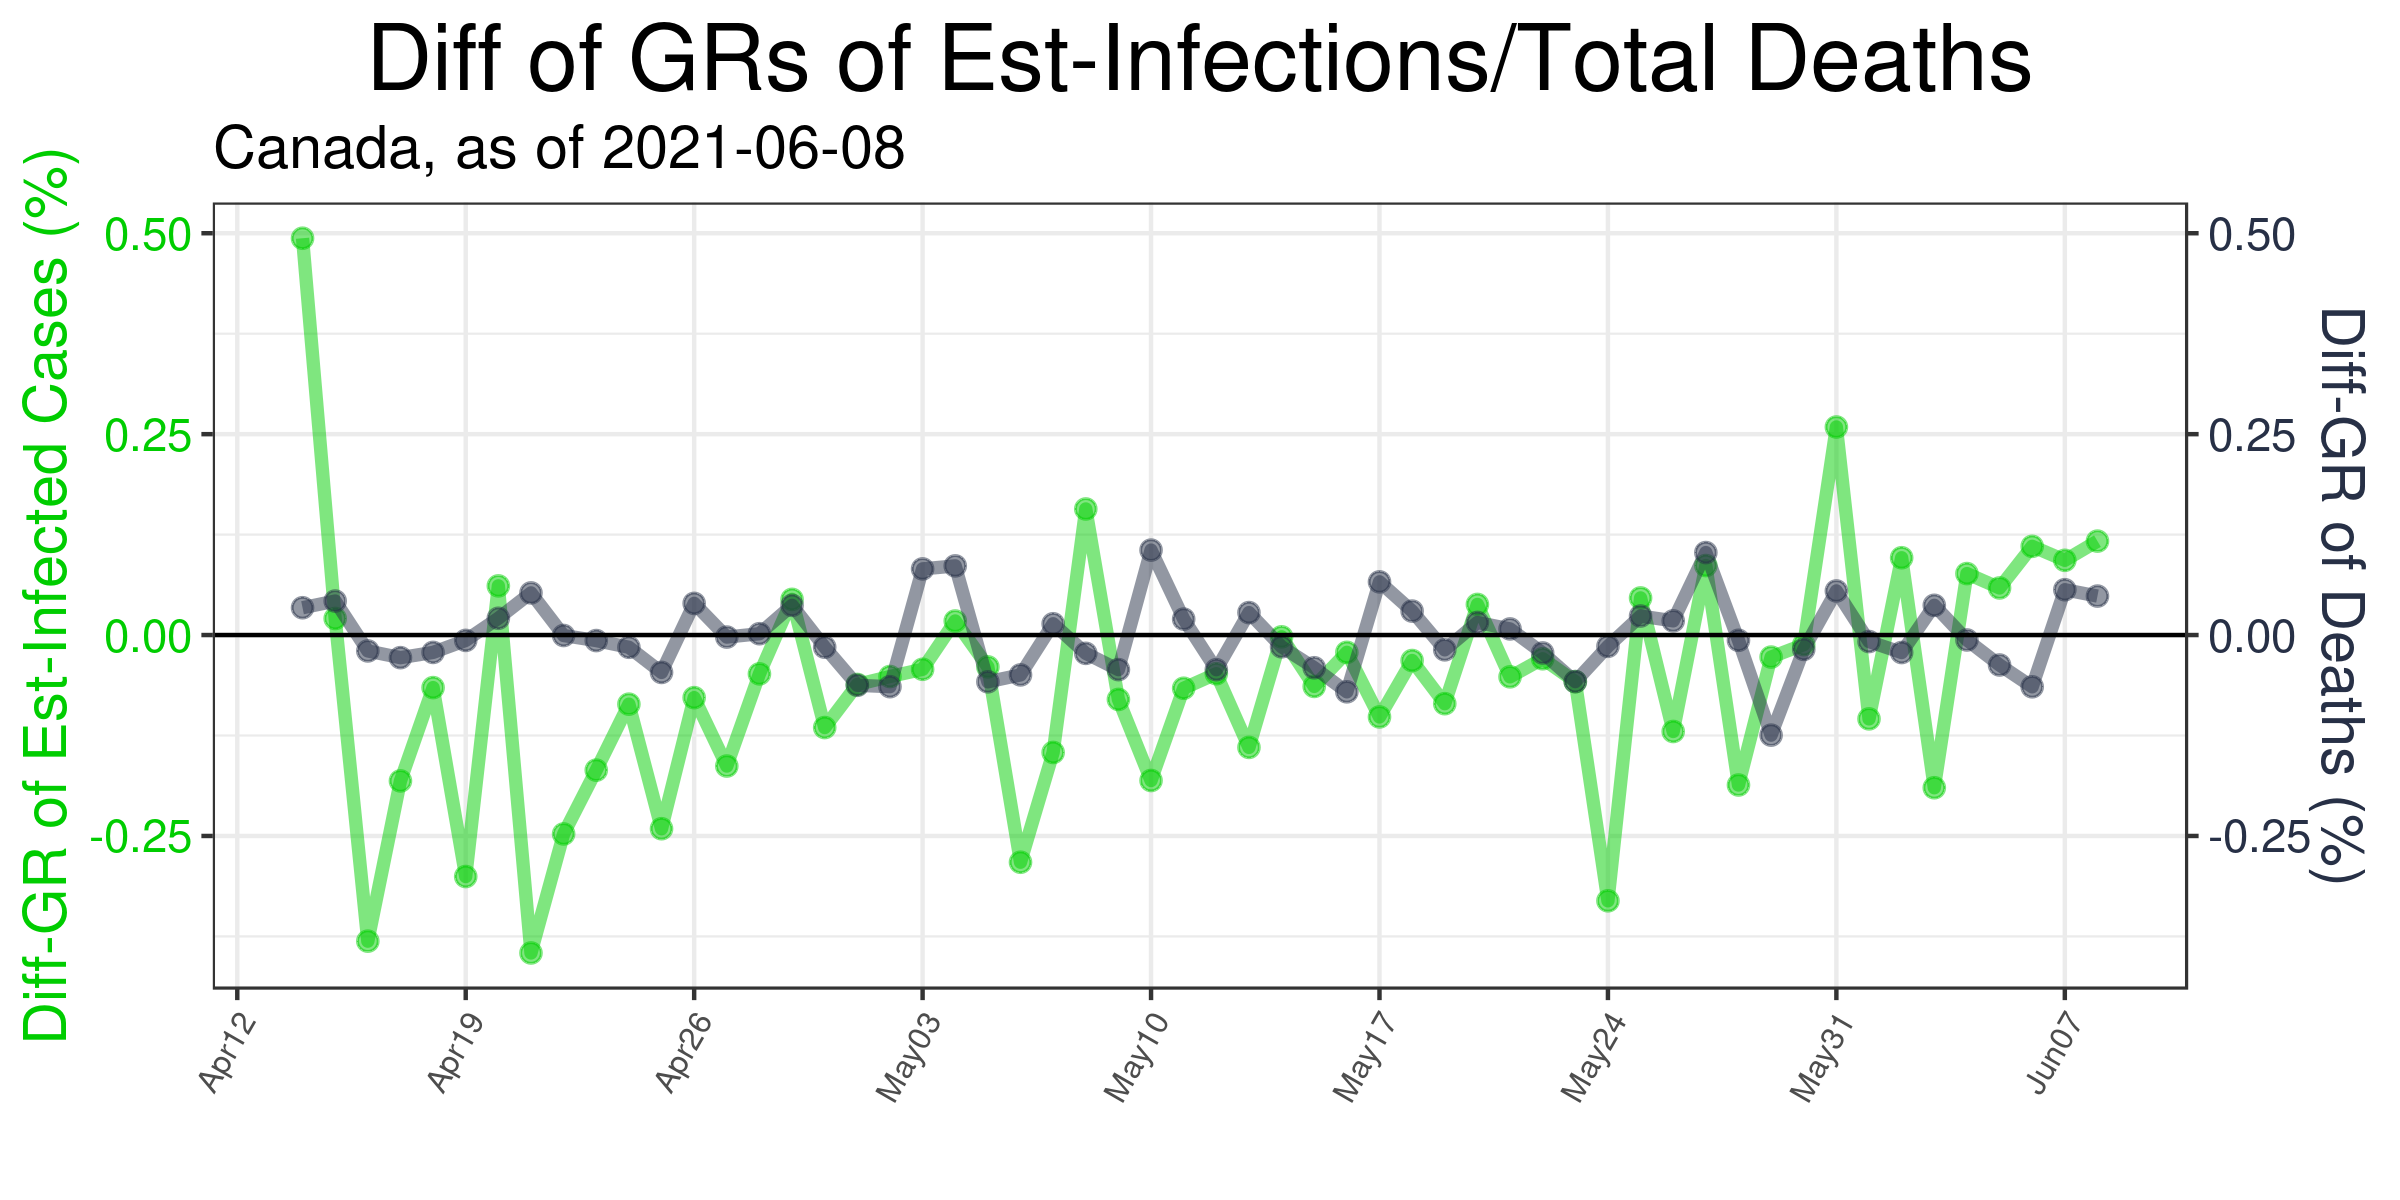 Diff of GRs of Est-Infections/Total Deaths
Canada, as of 2021-06-08
Diff-GR of Est-Infected Cases (%)
0.50
0.25
0.00
-0.25
0.50
0.25
0.00
-0.25
Diff-GR of Deaths (%)
Apr12
Apr19
Apr26
May03
May10
May17
May24
May31
Jun07